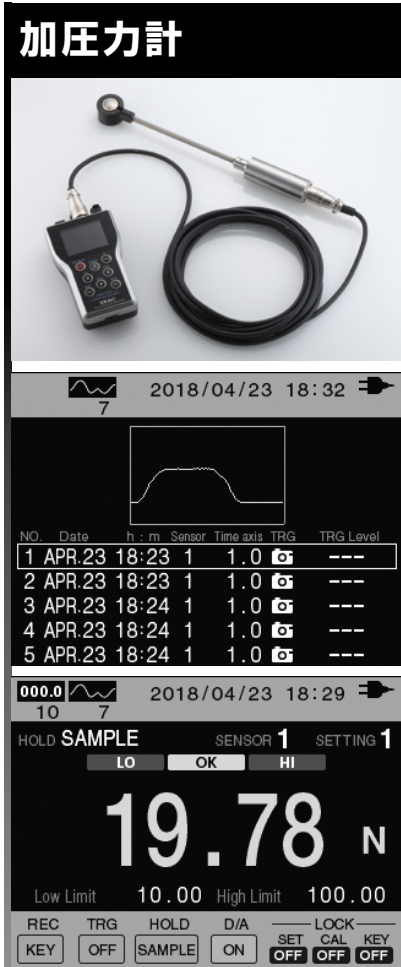 加圧力計
TEAC
7 2018/04/23 18:32
NO. Date h : m Sensor Time axis TRG TRG Level
1 APR.23 18:23 1 1.0 ---
2 APR.23 18:23 1 1.0 ---
3 APR.23 18:24 1 1.0 ---
4 APR.23 18:24 1 1.0 ---
5 APR.23 18:24 1 1.0 ---
000.0 2018/04/23 18:29
10 7
HOLD SAMPLE SENSOR 1 SETTING 1
LO OK HI
19.78 N
Low Limit 10.00 High Limit 100.00
REC TRG HOLD D/A LOCK
SET CAL KEY
KEY OFF SAMPLE ON OFF OFF OFF